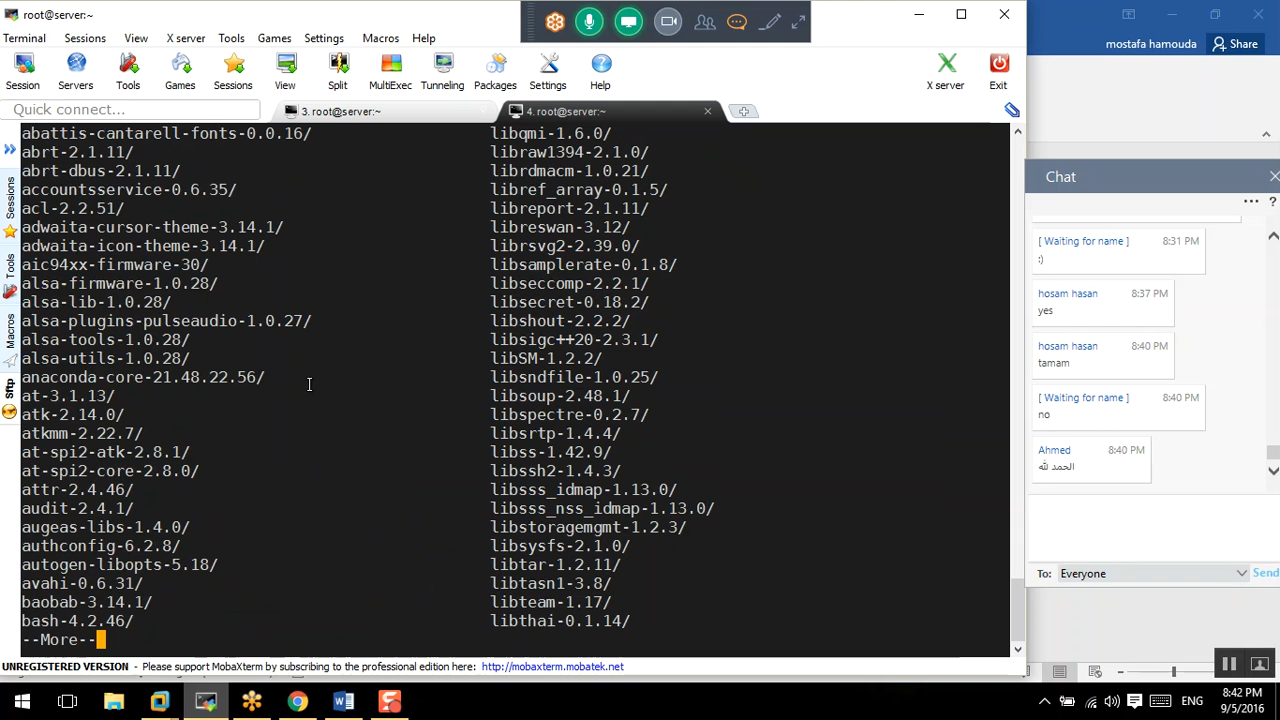 root@server:~
Terminal Sessions View X server Tools Games Settings Macros Help
Session Servers Tools Games Sessions View Split MultiExec Tunneling Packages Settings Help X server Exit
Quick connect...
3. root@server:~
4. root@server:~
Sessions
Tools
Macros
Sftp
abattis-cantarell-fonts-0.0.16/ libqmi-1.6.0/
abrt-2.1.11/ libraw1394-2.1.0/
abrt-dbus-2.1.11/ librdmacm-1.0.21/
accountsservice-0.6.35/ libref_array-0.1.5/
acl-2.2.51/ libreport-2.1.11/
adwaita-cursor-theme-3.14.1/ libreswan-3.12/
adwaita-icon-theme-3.14.1/ librsvg2-2.39.0/
aic94xx-firmware-30/ libsamplerate-0.1.8/
alsa-firmware-1.0.28/ libseccomp-2.2.1/
alsa-lib-1.0.28/ libsecret-0.18.2/
alsa-plugins-pulseaudio-1.0.27/ libshout-2.2.2/
alsa-tools-1.0.28/ libsigc++20-2.3.1/
alsa-utils-1.0.28/ libSM-1.2.2/
anaconda-core-21.48.22.56/ libsndfile-1.0.25/
at-3.1.13/ libsoup-2.48.1/
atk-2.14.0/ libspectre-0.2.7/
atkmm-2.22.7/ libsrtp-1.4.4/
at-spi2-atk-2.8.1/ libss-1.42.9/
at-spi2-core-2.8.0/ libssh2-1.4.3/
attr-2.4.46/ libsss_idmap-1.13.0/
audit-2.4.1/ libsss_nss_idmap-1.13.0/
augeas-libs-1.4.0/ libstoragemgmt-1.2.3/
authconfig-6.2.8/ libsysfs-2.1.0/
autogen-libopts-5.18/ libtar-1.2.11/
avahi-0.6.31/ libtasn1-3.8/
baobab-3.14.1/ libteam-1.17/
bash-4.2.46/ libthai-0.1.14/
--More--
UNREGISTERED VERSION - Please support MobaXterm by subscribing to the professional edition here: http://mobaxterm.mobatek.net
mostafa hamouda Share
Chat
[ Waiting for name ] 8:31 PM
:)
hosam hasan 8:37 PM
yes
hosam hasan 8:40 PM
tamam
[ Waiting for name ] 8:40 PM
no
Ahmed 8:40 PM
الحمد لله
To: Everyone Send
ENG
8:42 PM
9/5/2016